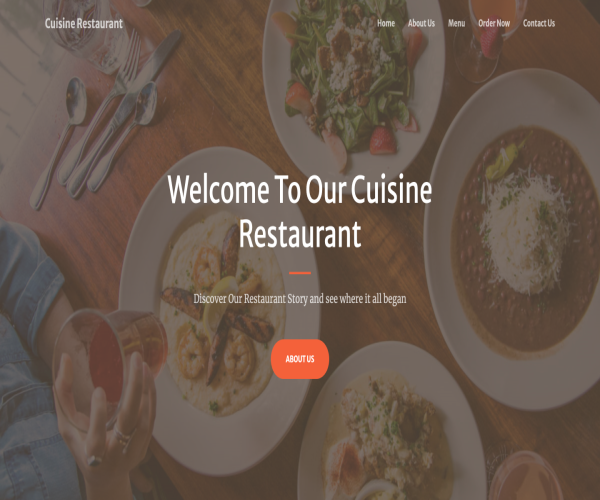 Cuisine Restaurant
Home About Us Menu Order Now Contact Us
Welcome To Our Cuisine
Restaurant
Discover Our Restaurant Story and see where it all began
ABOUT US